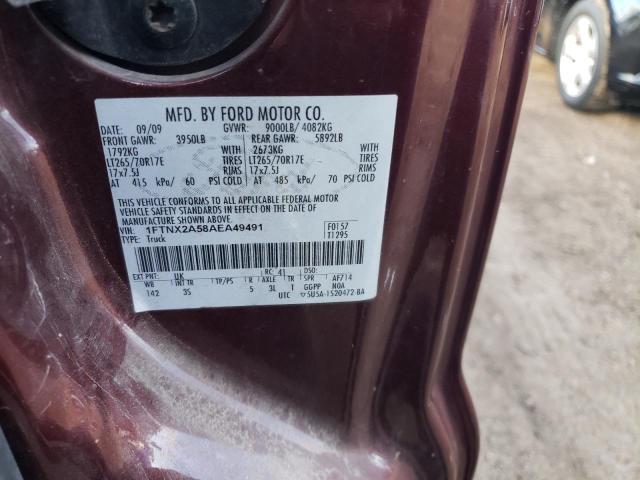 MFD. BY FORD MOTOR CO.
DATE: 09/09 GVWR: 9000LB/ 4082KG
FRONT GAWR: 3950LB REAR GAWR: 5892LB
1792KG 2673KG
LT265/70R17E TIRES LT265/70R17E TIRES
17x7.5J RIMS 17x7.5J RIMS
AT 415 kPa/ 60 PSI COLD AT 485 kPa/ 70 PSI COLD
THIS VEHICLE CONFORMS TO ALL APPLICABLE FEDERAL MOTOR
VEHICLE SAFETY STANDARDS IN EFFECT ON THE DATE OF
MANUFACTURE SHOWN ABOVE.
VIN: 1FTNX2A58AEA49491 F0157
TYPE: Truck T1295
EXT PNT: UK RC: 41 DSO:
WB INT TR TP/PS R AXLE TR SPR AF/14
142 3S 5 3L 1 GGPP NOA
UTC ▽5U5A-1520472-BA